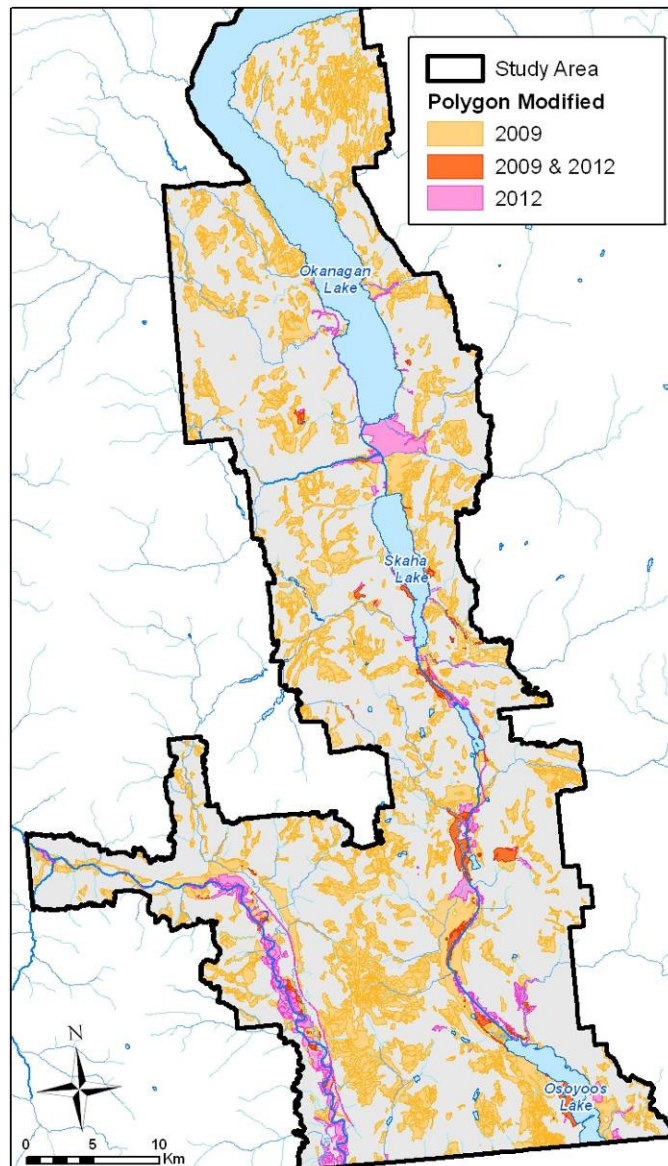 Study Area
Polygon Modified
2009
2009 & 2012
2012
Okanagan
Lake
Skaha
Lake
Osoyoos
Lake
N
0 5 10
Km